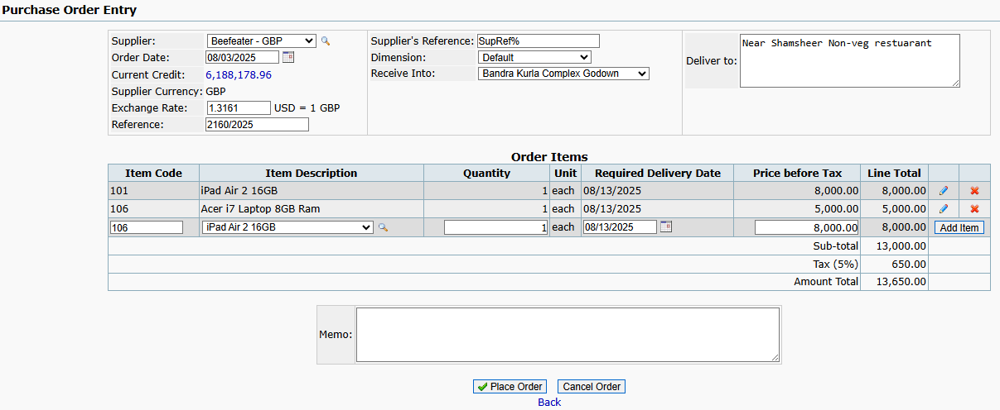 Purchase Order Entry
Supplier: Beefeater - GBP
Order Date: 08/03/2025
Current Credit: 6,188,178.96
Supplier Currency: GBP
Exchange Rate: 1.3161 USD = 1 GBP
Reference: 2160/2025
Supplier's Reference: SupRef%
Dimension: Default
Receive Into: Bandra Kurla Complex Godown
Deliver to: Near Shamsheer Non-veg restuarant
Order Items
Item Code Item Description Quantity Unit Required Delivery Date Price before Tax Line Total
101 iPad Air 2 16GB 1 each 08/13/2025 8,000.00 8,000.00
106 Acer i7 Laptop 8GB Ram 1 each 08/13/2025 5,000.00 5,000.00
106 iPad Air 2 16GB 1 each 08/13/2025 8,000.00 8,000.00 Add Item
Sub-total 13,000.00
Tax (5%) 650.00
Amount Total 13,650.00
Memo:
Place Order Cancel Order
Back